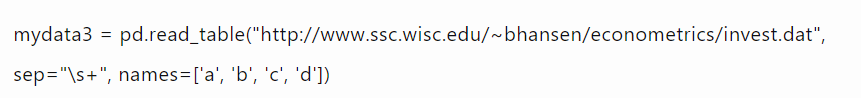 mydata3 = pd.read_table("http://www.ssc.wisc.edu/~bhansen/econometrics/invest.dat",
sep="\s+", names=['a', 'b', 'c', 'd'])